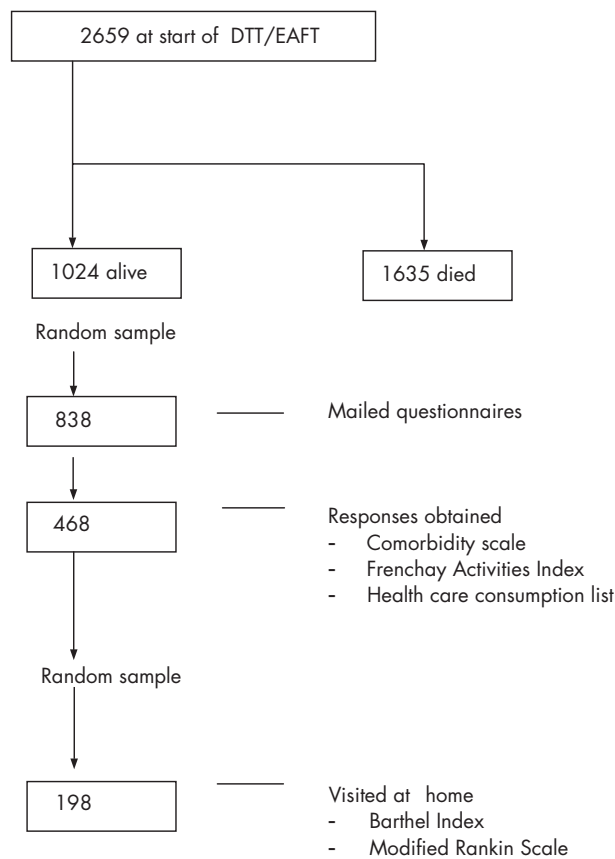 2659 at start of DTT/EAFT
1024 alive
1635 died
Random sample
838
Mailed questionnaires
468
Responses obtained
- Comorbidity scale
- Frenchay Activities Index
- Health care consumption list
Random sample
198
Visited at home
- Barthel Index
- Modified Rankin Scale